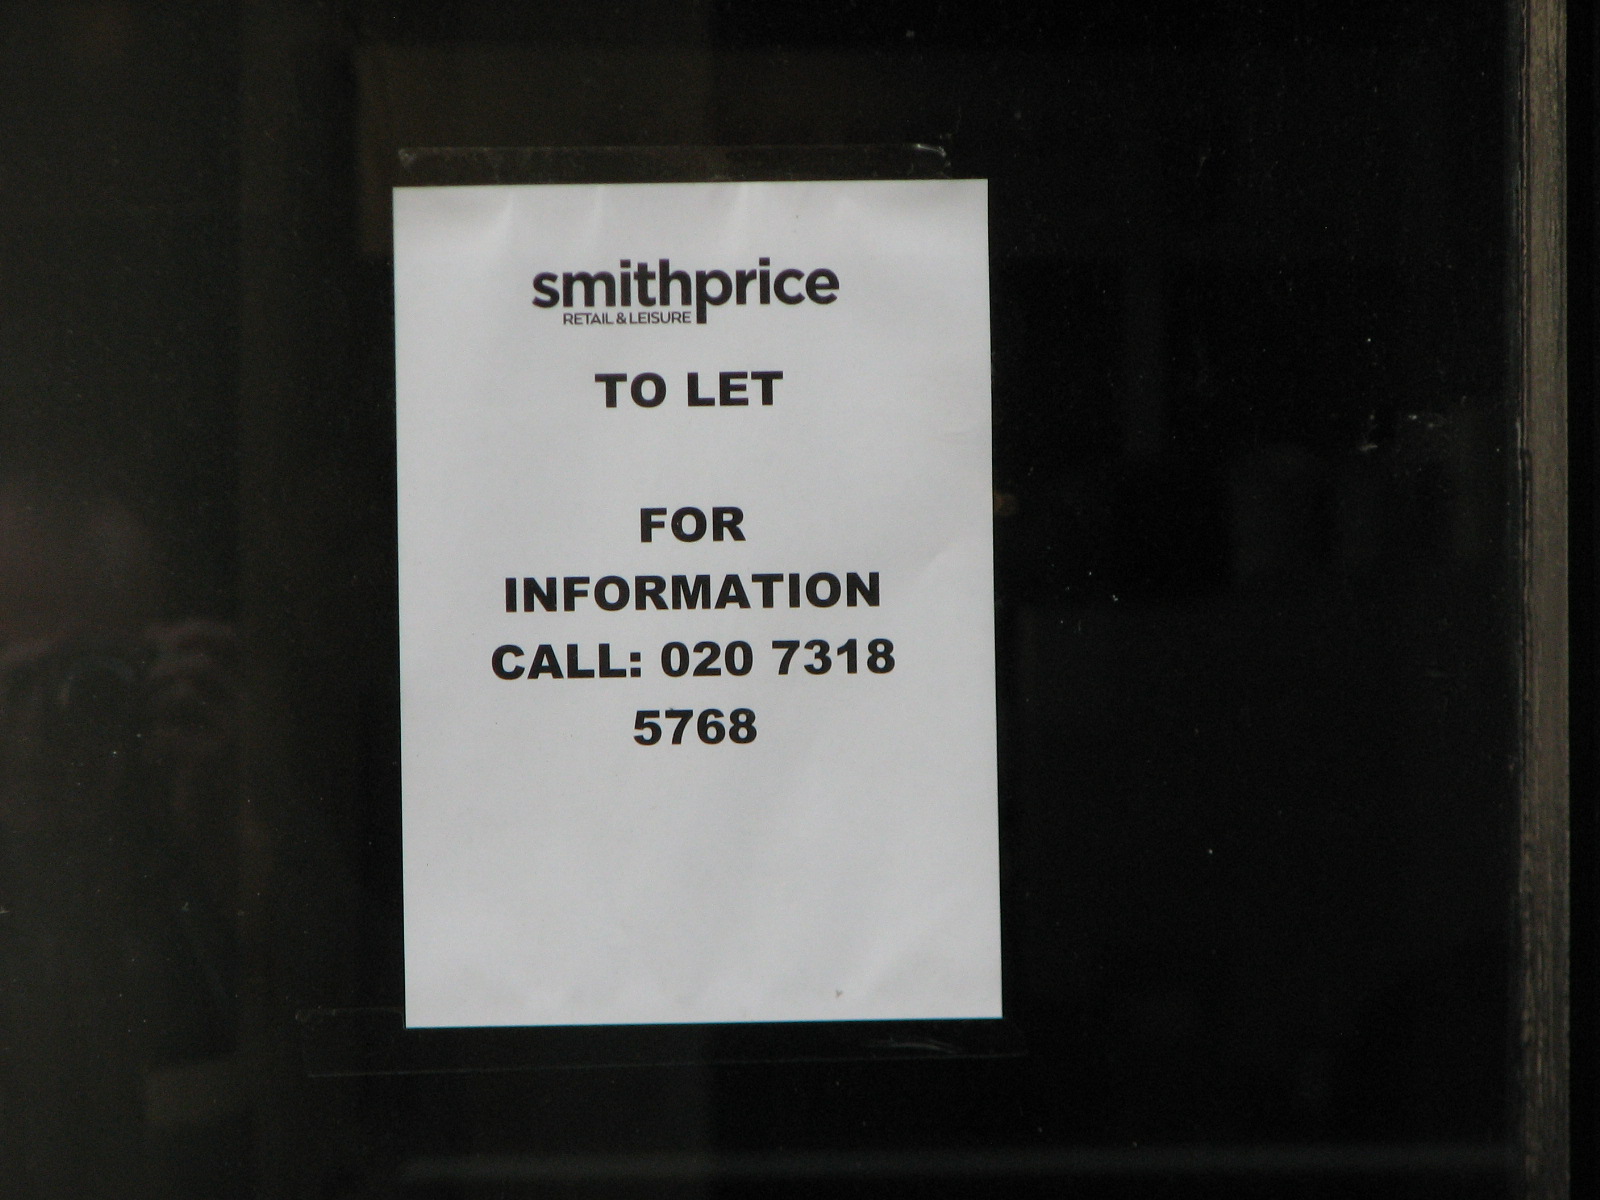 smithprice
RETAIL & LEISURE
TO LET
FOR
INFORMATION
CALL: 020 7318
5768